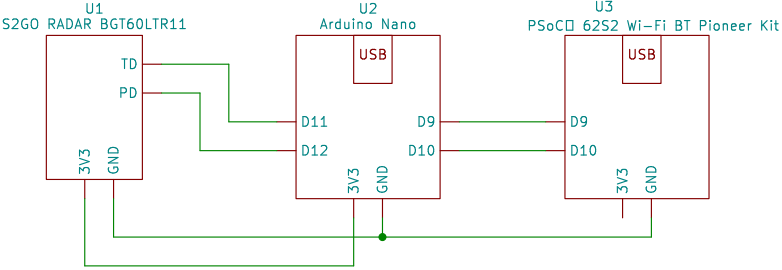 U1
S2GO RADAR BGT60LTR11
TD
PD
3V3
GND
U2
Arduino Nano
USB
D11
D12
D9
D10
3V3
GND
U3
PSoC□ 62S2 Wi-Fi BT Pioneer Kit
USB
D9
D10
3V3
GND